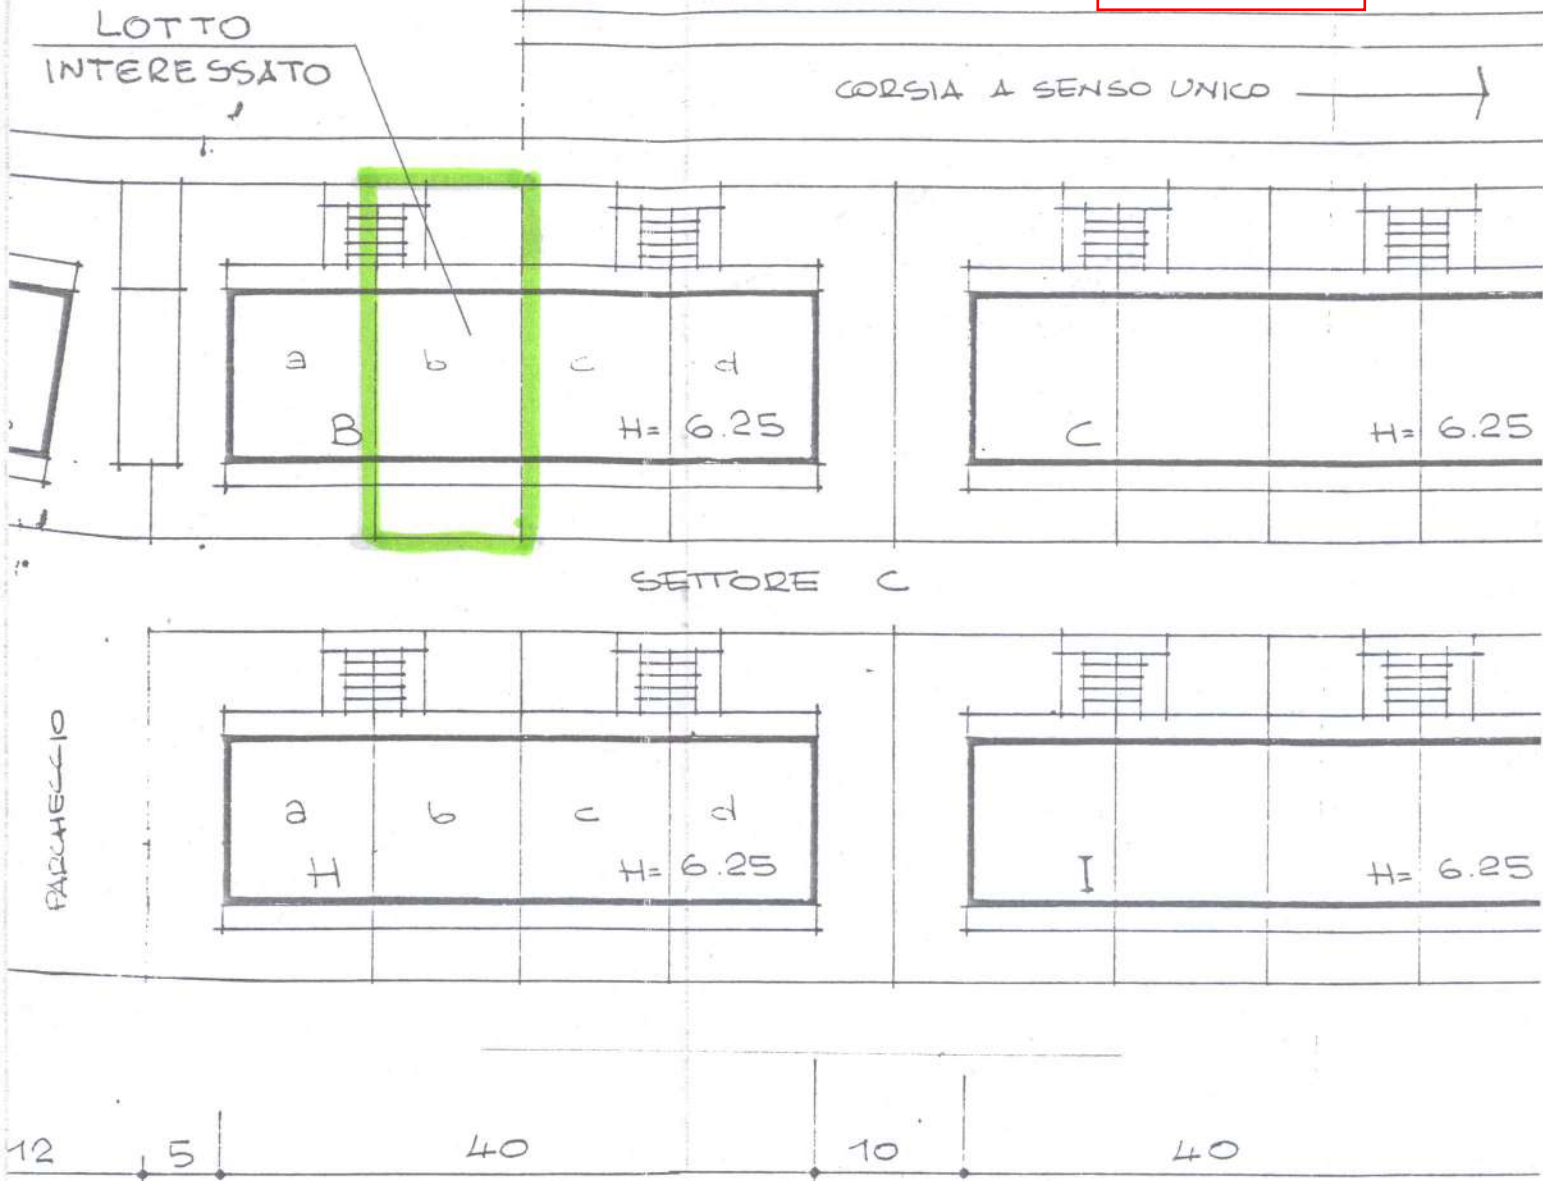 LOTTO
INTERESSATO
CORSIA A SENSO UNICO
a b c d
B H= 6.25
C H= 6.25
SETTORE C
PARCHEGGIO
a b c d
H H= 6.25
I H= 6.25
12 5 40 10 40